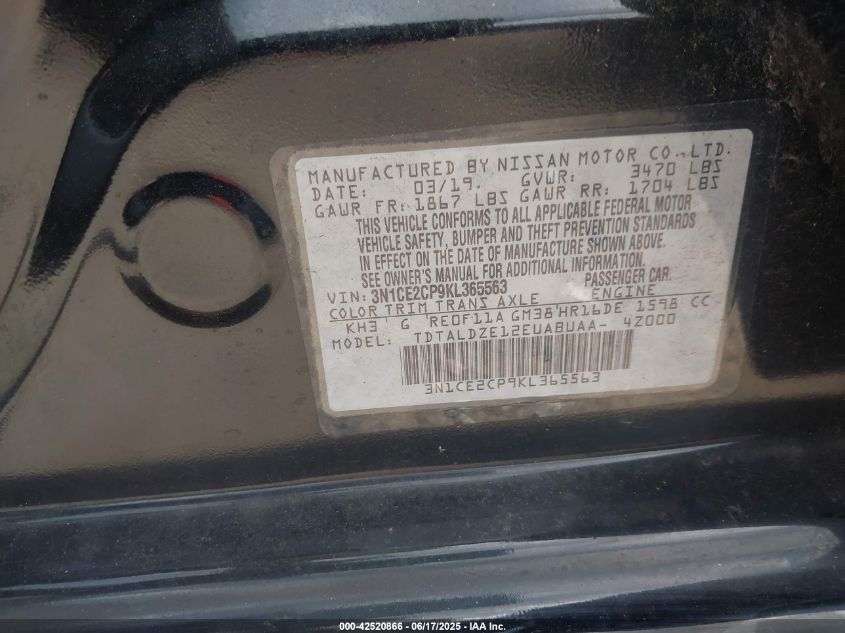 MANUFACTURED BY NISSAN MOTOR CO., LTD.
DATE: 03/19. GVWR: 3470 LBS
GAWR FR: 1867 LBS GAWR RR: 1704 LBS
THIS VEHICLE CONFORMS TO ALL APPLICABLE FEDERAL MOTOR
VEHICLE SAFETY, BUMPER AND THEFT PREVENTION STANDARDS
IN EFFECT ON THE DATE OF MANUFACTURE SHOWN ABOVE.
SEE OWNER'S MANUAL FOR ADDITIONAL INFORMATION.
VIN: 3N1CE2CP9KL365563 PASSENGER CAR.
COLOR TRIM TRANS AXLE ENGINE
KH3 G RE0F11A GM38 HR16DE 1598 CC
MODEL: TDTALDZE12EUABUAA- 4Z000
3N1CE2CP9KL365563
000-42520866 - 06/17/2025 - IAA Inc.